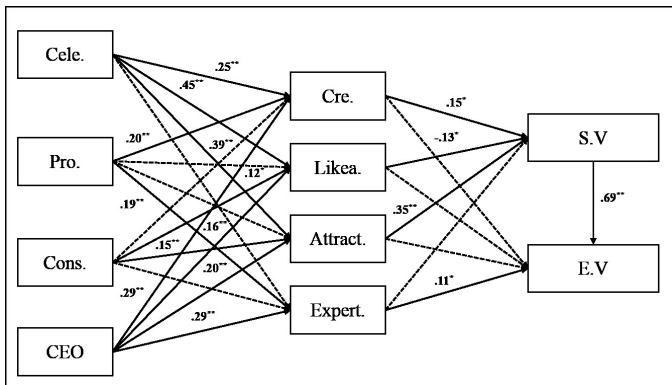 Cele.
.25**
.45**
Cre.
.15*
S.V
Pro.
.20**
.39**
.12*
-.13*
Likea.
.19**
.69**
.16**
.35**
Attract.
Cons.
.15**
.20**
E.V
.29**
.11*
Expert.
.29**
CEO